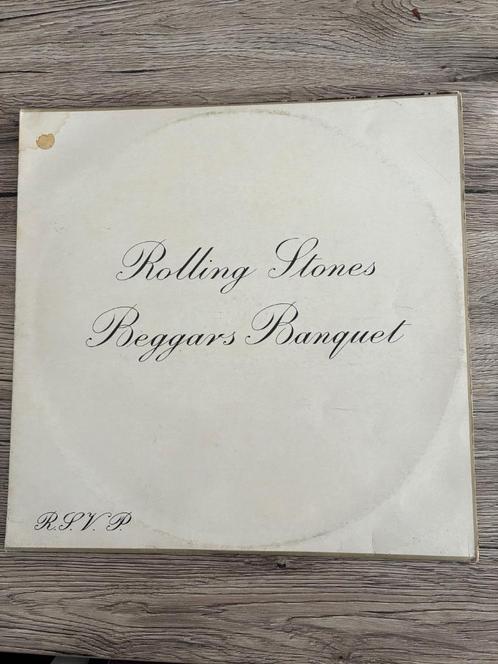 Rolling Stones
Beggars Banquet
R.S.V.P.